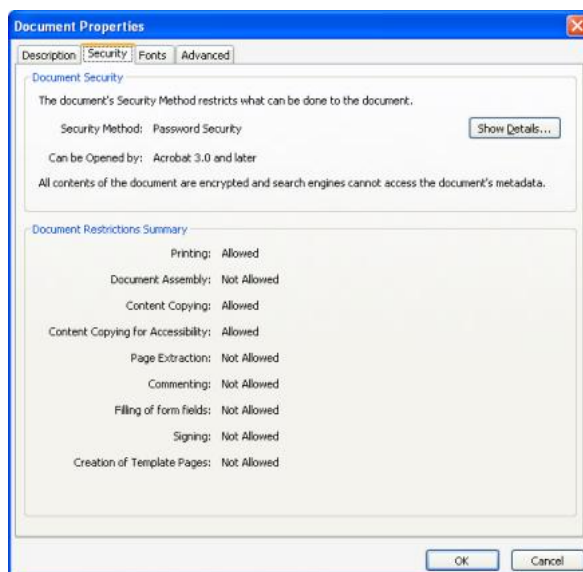 Document Properties
Description Security Fonts Advanced
Document Security
The document's Security Method restricts what can be done to the document.
Security Method: Password Security
Show Details...
Can be Opened by: Acrobat 3.0 and later
All contents of the document are encrypted and search engines cannot access the document's metadata.
Document Restrictions Summary
Printing: Allowed
Document Assembly: Not Allowed
Content Copying: Allowed
Content Copying for Accessibility: Allowed
Page Extraction: Not Allowed
Commenting: Not Allowed
Filling of form fields: Not Allowed
Signing: Not Allowed
Creation of Template Pages: Not Allowed
OK Cancel